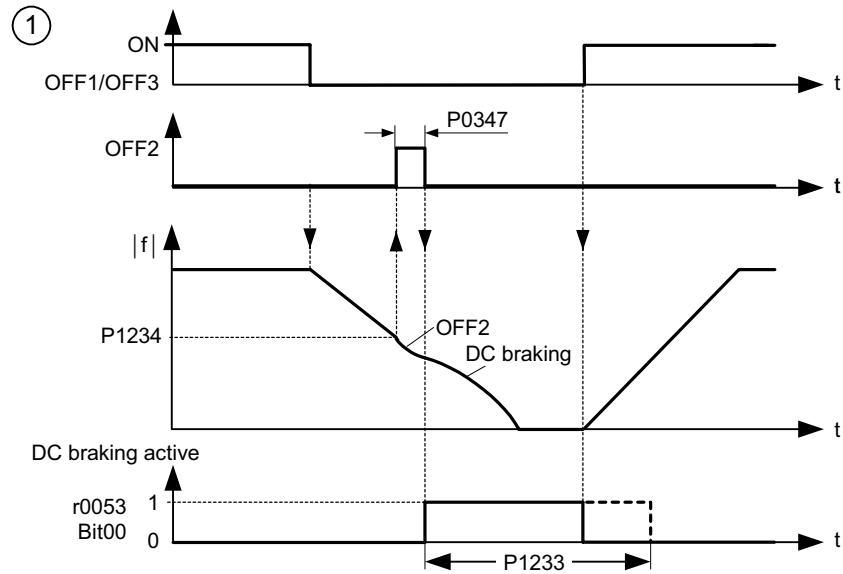 1
ON
OFF1/OFF3
t
P0347
OFF2
t
|f|
P1234
OFF2
DC braking
t
DC braking active
r0053
Bit00
1
0
t
P1233